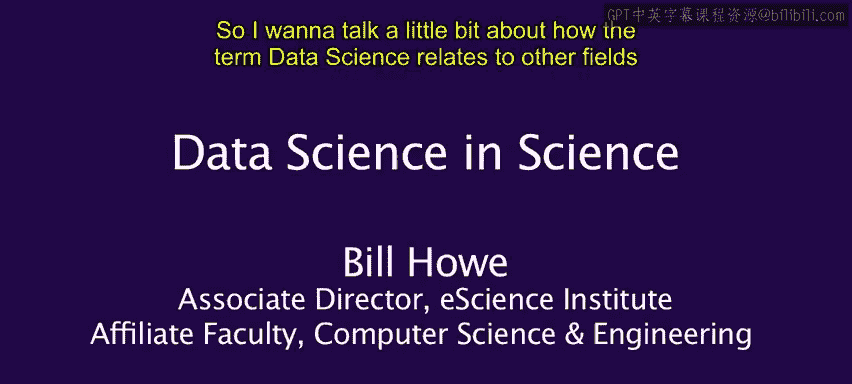 GPT中英字幕课程资源@bilibili.com
So I wanna talk a little bit about how the
term Data Science relates to other fields
Data Science in Science
Bill Howe
Associate Director, eScience Institute
Affiliate Faculty, Computer Science & Engineering